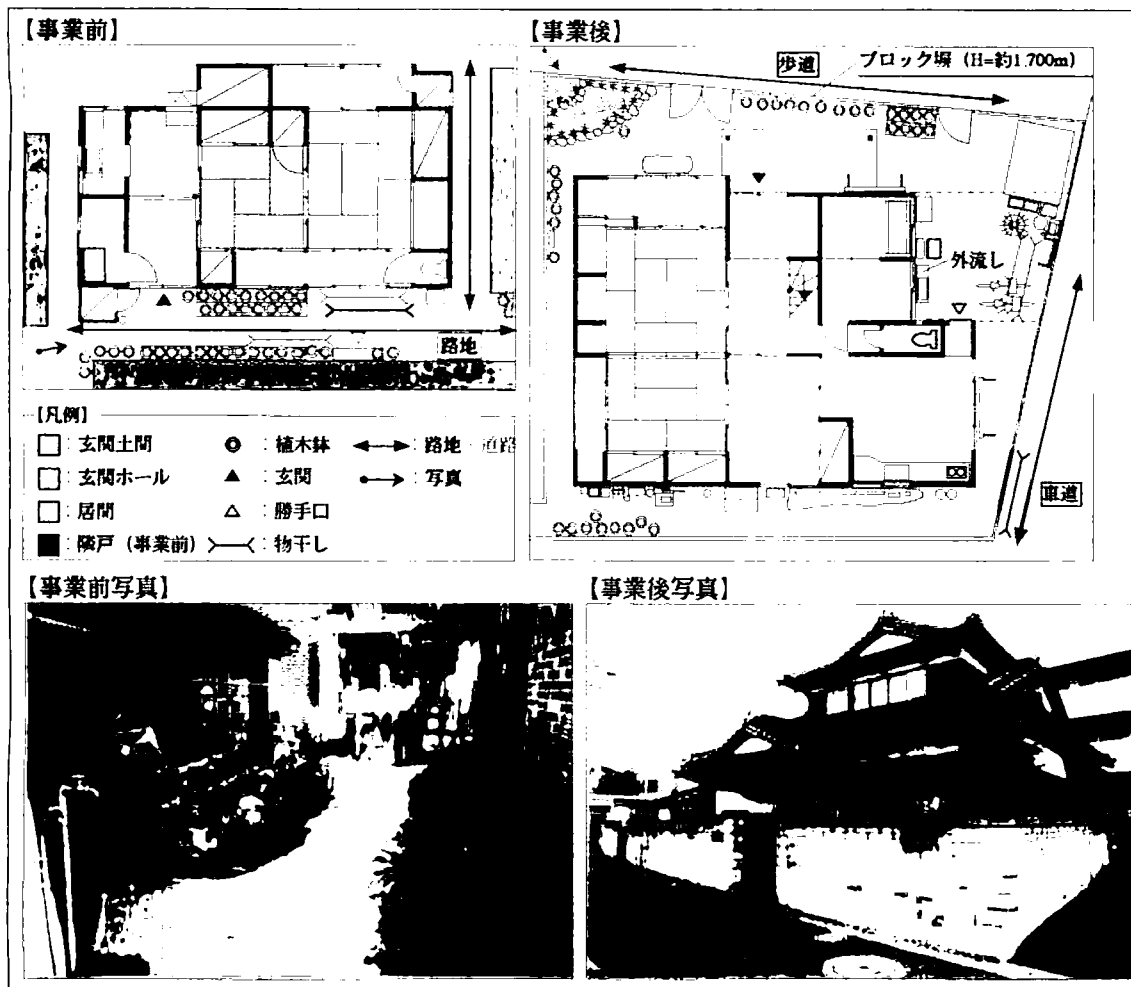 【事業前】
路地
【事業後】
歩道
ブロック塀（H=約1.700m）
外流し
車道
[凡例]
□：玄関土間
◎：植木鉢
↔：路地・道路
□：玄関ホール
▲：玄関
→：写真
□：居間
△：勝手口
■：隣戸（事業前）
：物干し
【事業前写真】
【事業後写真】